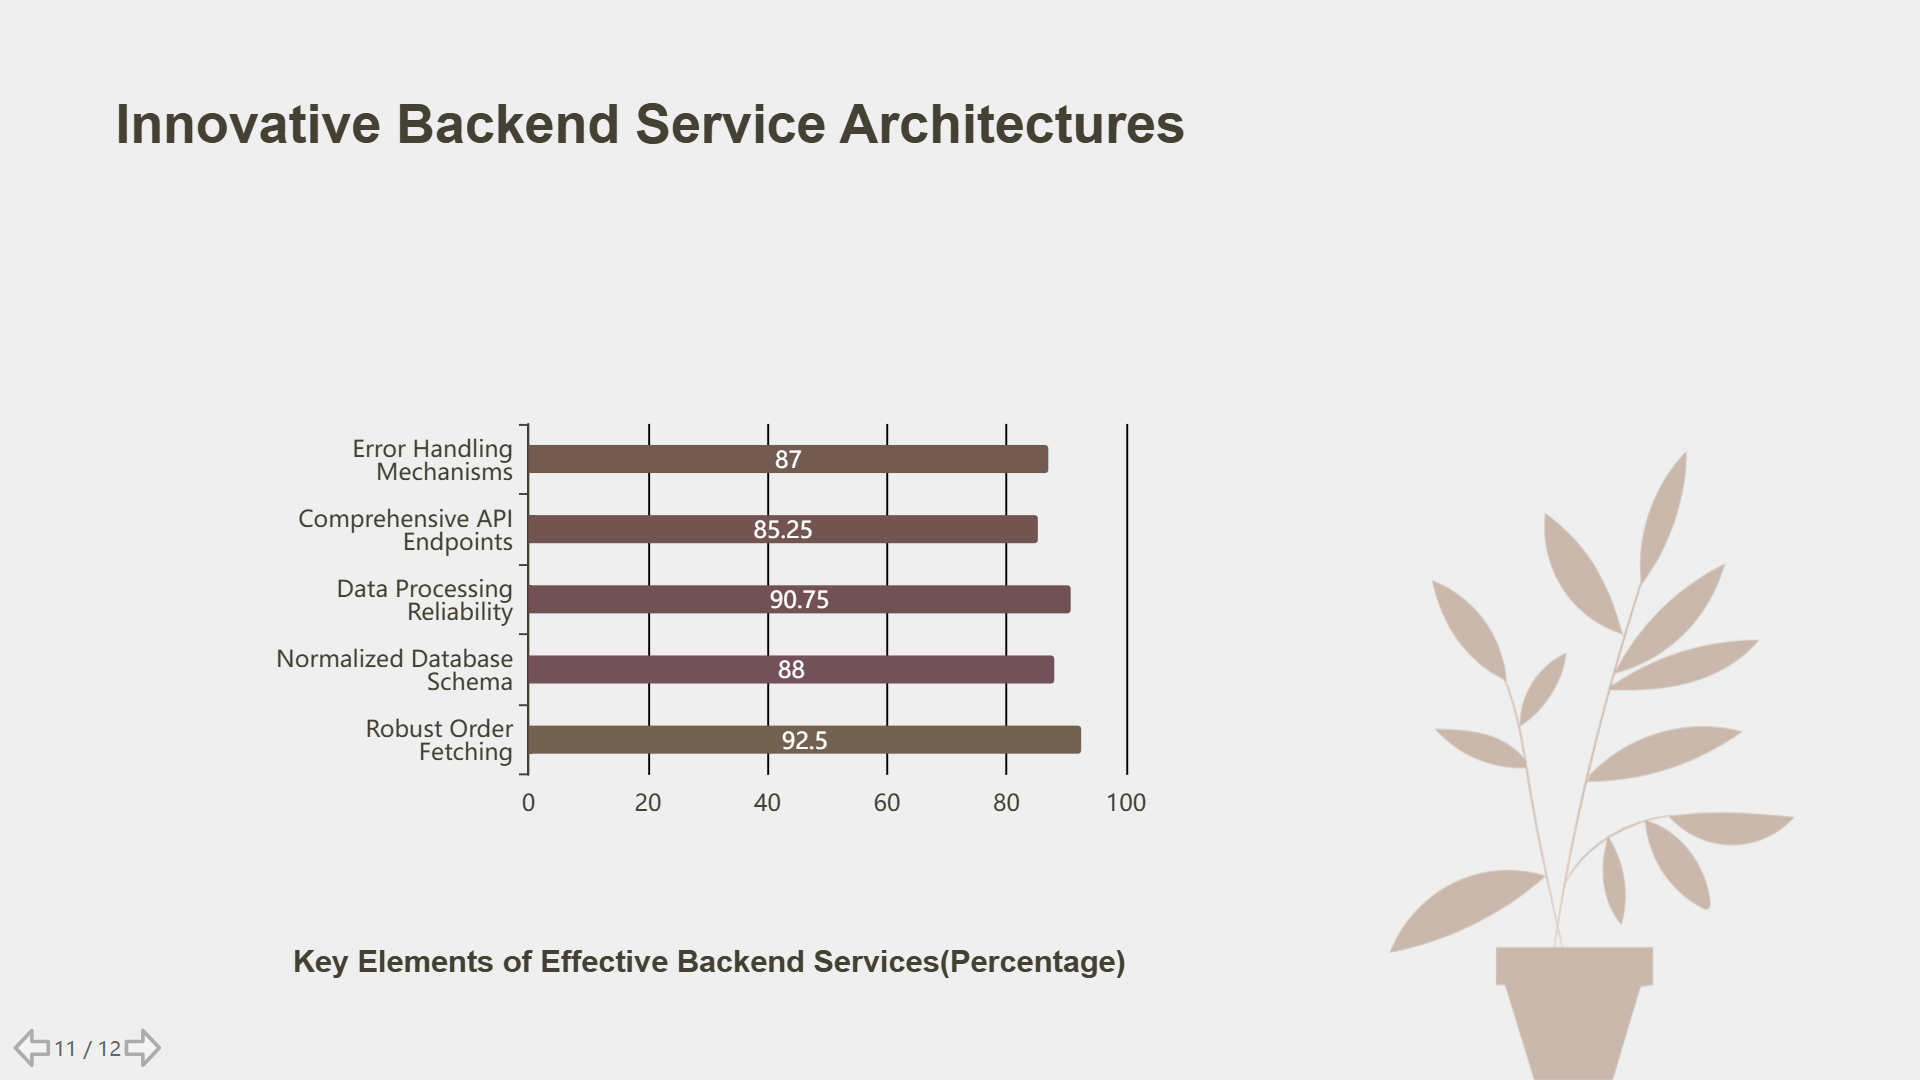 Innovative Backend Service Architectures
Error Handling
Mechanisms
87
Comprehensive API
Endpoints
85.25
Data Processing
Reliability
90.75
Normalized Database
Schema
88
Robust Order
Fetching
92.5
0 20 40 60 80 100
Key Elements of Effective Backend Services(Percentage)
11 / 12